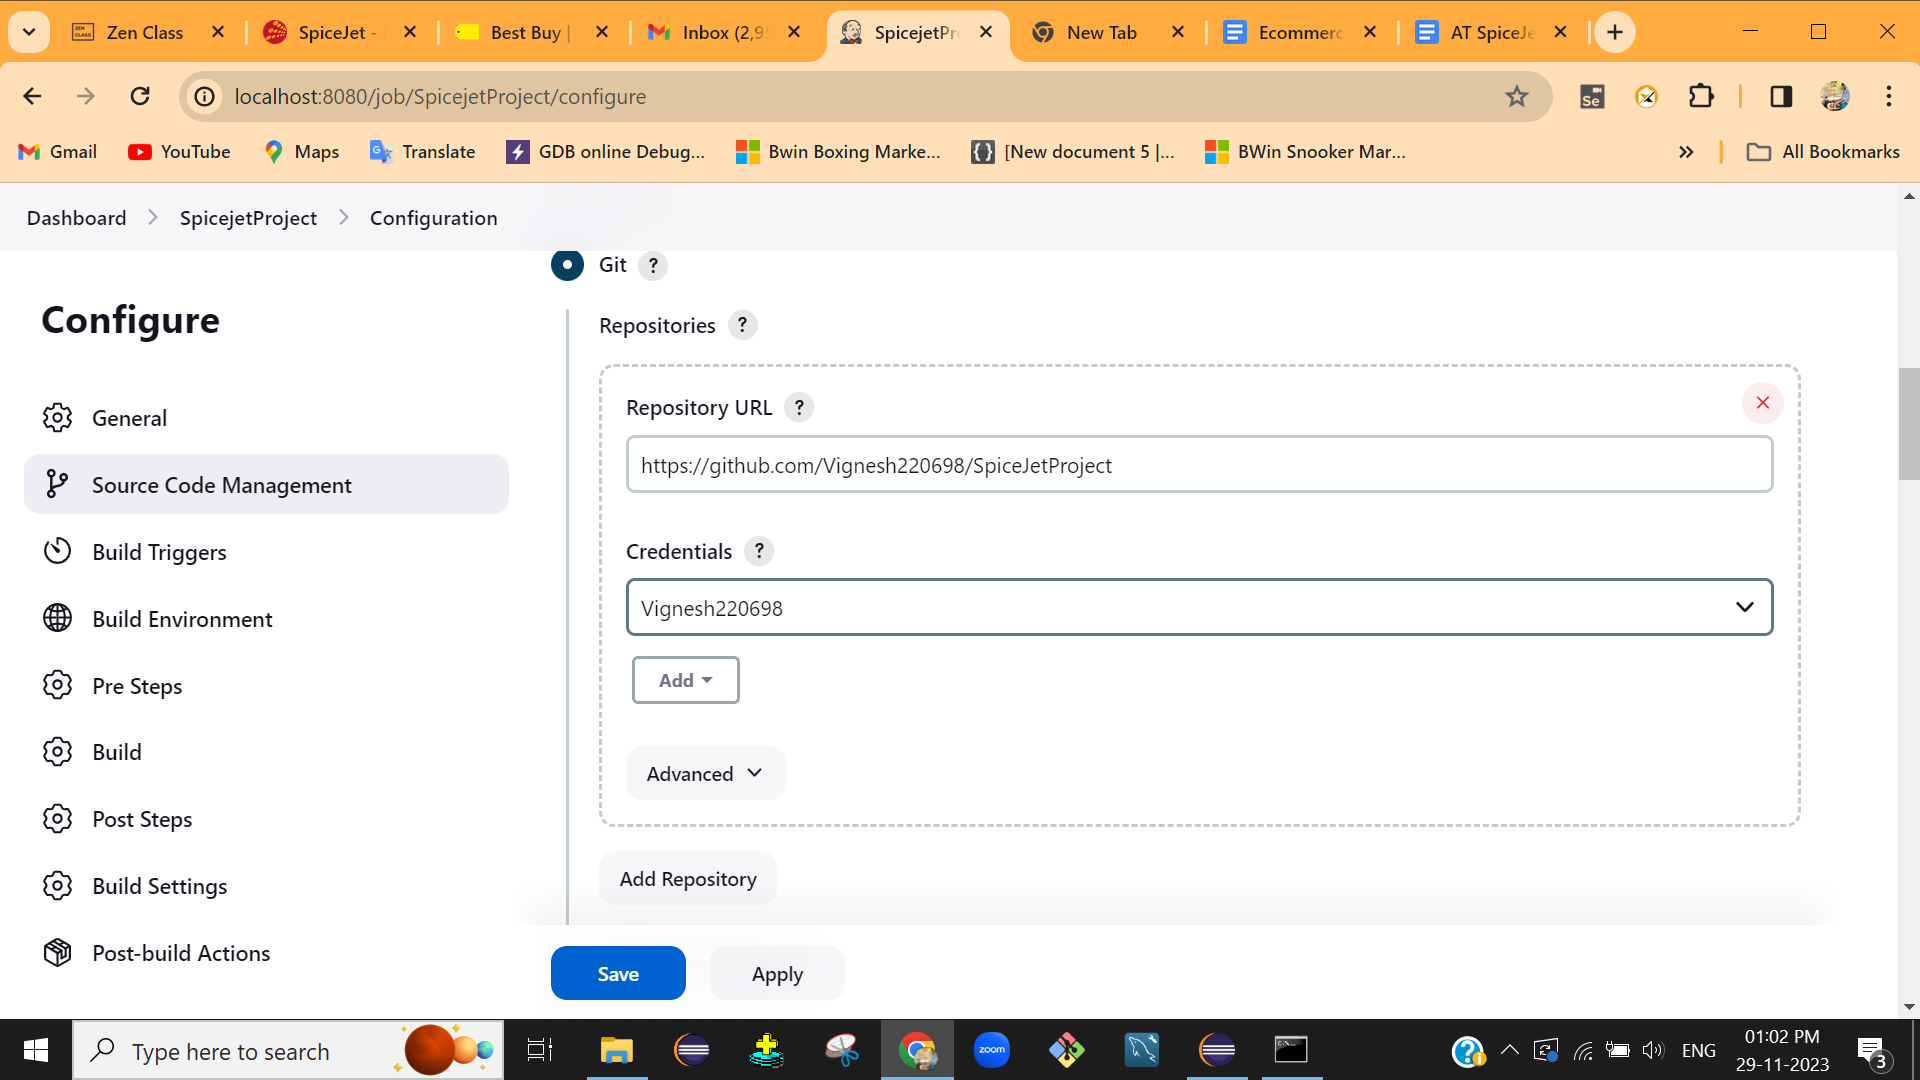 Zen Class
SpiceJet -
Best Buy |
Inbox (2,9
SpicejetPr
New Tab
Ecommerc
AT SpiceJe
localhost:8080/job/SpicejetProject/configure
Gmail
YouTube
Maps
Translate
GDB online Debug...
Bwin Boxing Marke...
[New document 5 |...
BWin Snooker Mar...
All Bookmarks
Dashboard
SpicejetProject
Configuration
Git ?
Configure
General
Source Code Management
Build Triggers
Build Environment
Pre Steps
Build
Post Steps
Build Settings
Post-build Actions
Repositories ?
Repository URL ?
https://github.com/Vignesh220698/SpiceJetProject
Credentials ?
Vignesh220698
Add
Advanced
Add Repository
Save
Apply
Type here to search
zoom
ENG
01:02 PM
29-11-2023
3